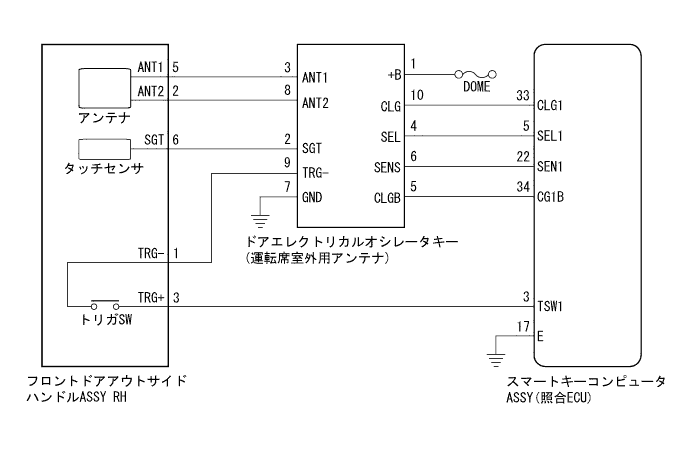 ANT1 5
ANT2 2
アンテナ
SGT 6
タッチセンサ
TRG- 1
TRG+ 3
トリガSW
フロントドアアウトサイド
ハンドルASSY RH
3 ANT1
8 ANT2
2 SGT
9 TRG-
7 GND
+B 1
CLG 10
SEL 4
SENS 6
CLGB 5
DOME
ドアエレクトリカルオシレータキー
(運転席室外用アンテナ)
33 CLG1
5 SEL1
22 SEN1
34 CG1B
3 TSW1
17 E
スマートキーコンピュータ
ASSY(照合ECU)